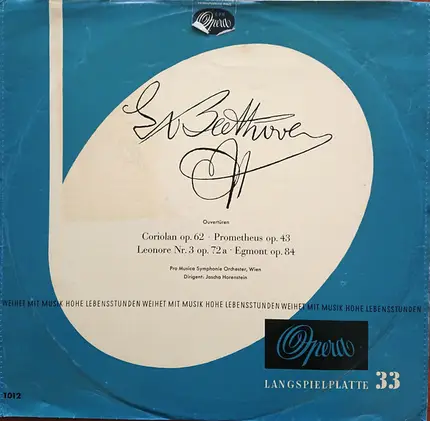 Opera
L v Beethoven
Ouvertüren
Coriolan op. 62 · Prometheus op. 43
Leonore Nr. 3 op. 72 a · Egmont op. 84
Pro Musica Symphonie Orchester, Wien
Dirigent: Jascha Horenstein
WEIHET MIT MUSIK HOHE LEBENSSTUNDEN WEIHET MIT MUSIK HOHE LEBENSSTUNDEN WEIHET MIT MUSIK HOHE LEBENSSTUNDEN
Opera
LANGSPIELPLATTE 33
1012